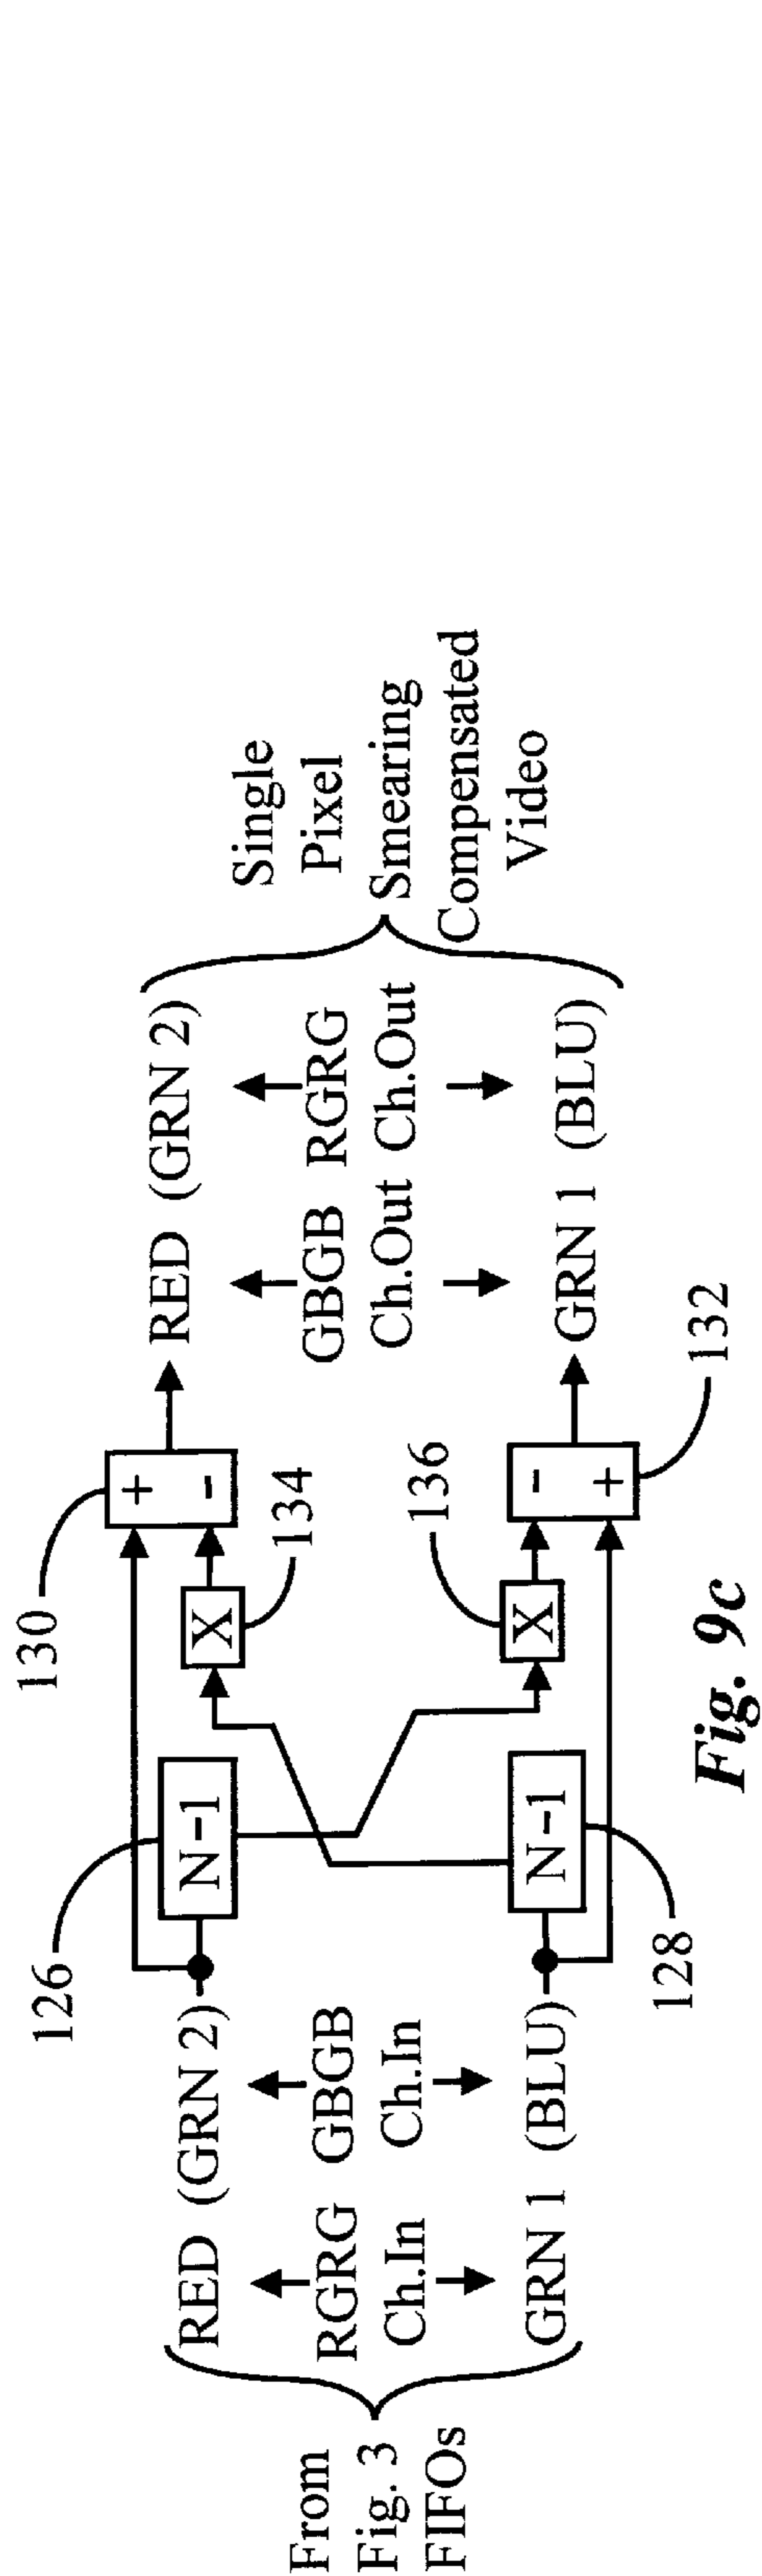 From
Fig. 3
FIFOs
RED (GRN 2)
RGRG GBGB
Ch.In Ch.In
GRN 1 (BLU)
126
N-1
N-1
128
130
+
-
X
134
136
X
-
+
132
RED (GRN 2)
GBGB RGRG
Ch.Out Ch.Out
GRN 1 (BLU)
Single
Pixel
Smearing
Compensated
Video
Fig. 9c